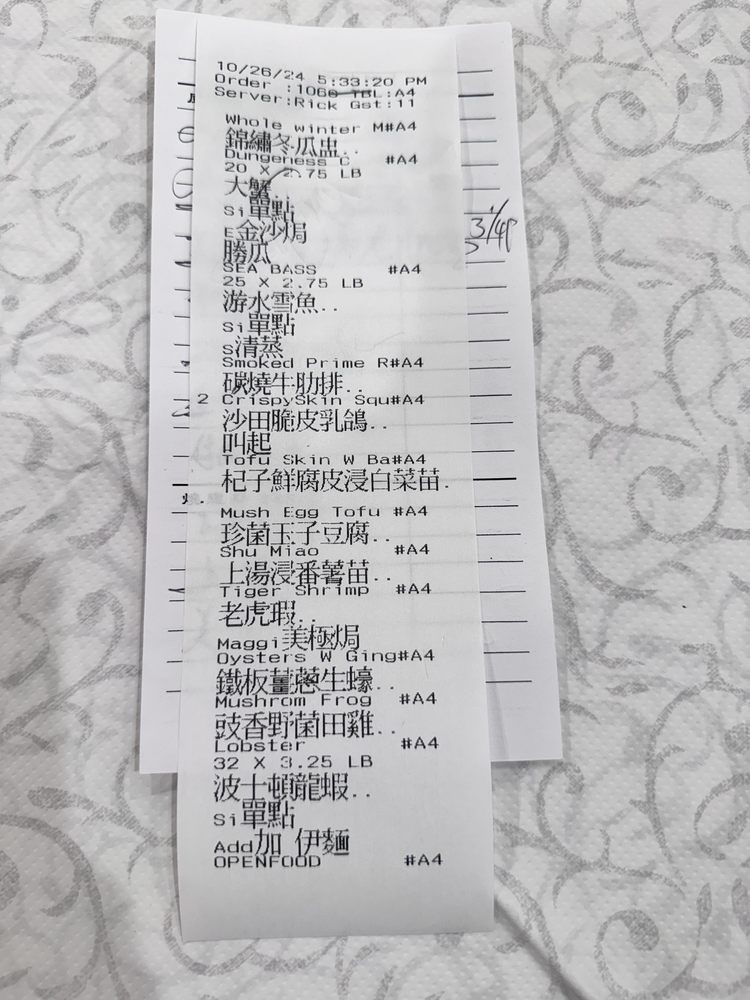 10/26/24 5:33:20 PM
Order :1060 TBL:A4
Server:Rick Gst:11
Whole winter M#A4
錦繡冬瓜盅..
Dungeness C #A4
20 X 2.75 LB
大蟹..
Si單點
E金沙焗
勝瓜
SEA BASS #A4
25 X 2.75 LB
游水雪魚..
Si單點
S清蒸
Smoked Prime R#A4
碳燒牛肋排..
2 CrispySkin Squ#A4
沙田脆皮乳鴿..
叫起
Tofu Skin W Ba#A4
杞子鮮腐皮浸白菜苗.
Mush Egg Tofu #A4
珍菌玉子豆腐..
Shu Miao #A4
上湯浸番薯苗..
Tiger Shrimp #A4
老虎蝦..
Maggi美極焗
Oysters W Ging#A4
鐵板薑蔥生蠔..
Mushrom Frog #A4
豉香野菌田雞..
Lobster #A4
32 X 3.25 LB
波士頓龍蝦..
Si單點
Add加 伊麵
OPENFOOD #A4